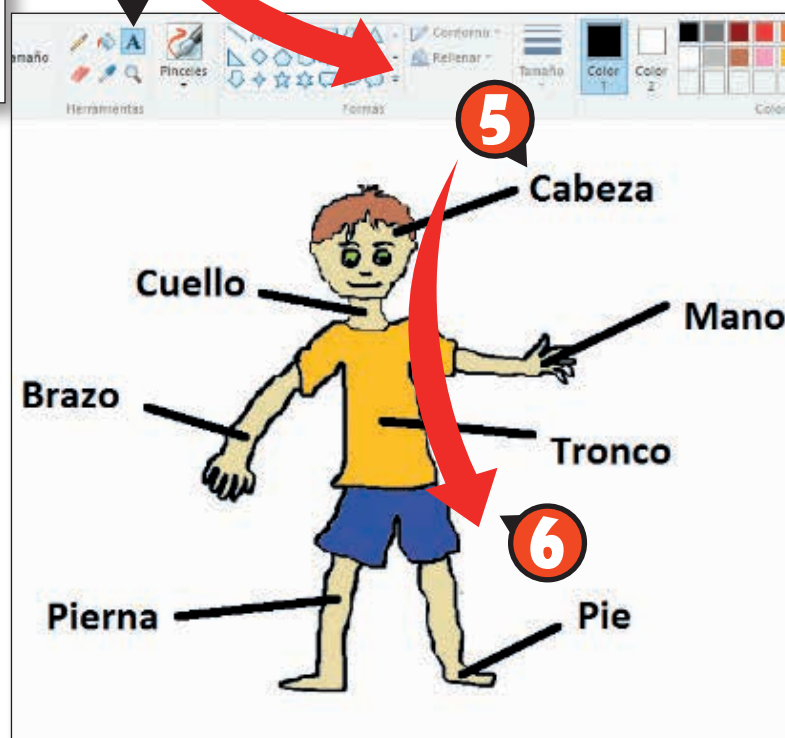 A
Contorno
Rellenar
Pinceles
Tamaño
Color 1
Color 2
Herramientas
Formas
5
Cabeza
Cuello
Mano
Brazo
Tronco
6
Pierna
Pie